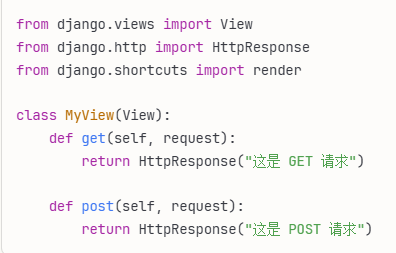 from django.views import View
from django.http import HttpResponse
from django.shortcuts import render

class MyView(View):
    def get(self, request):
        return HttpResponse("这是 GET 请求")

    def post(self, request):
        return HttpResponse("这是 POST 请求")